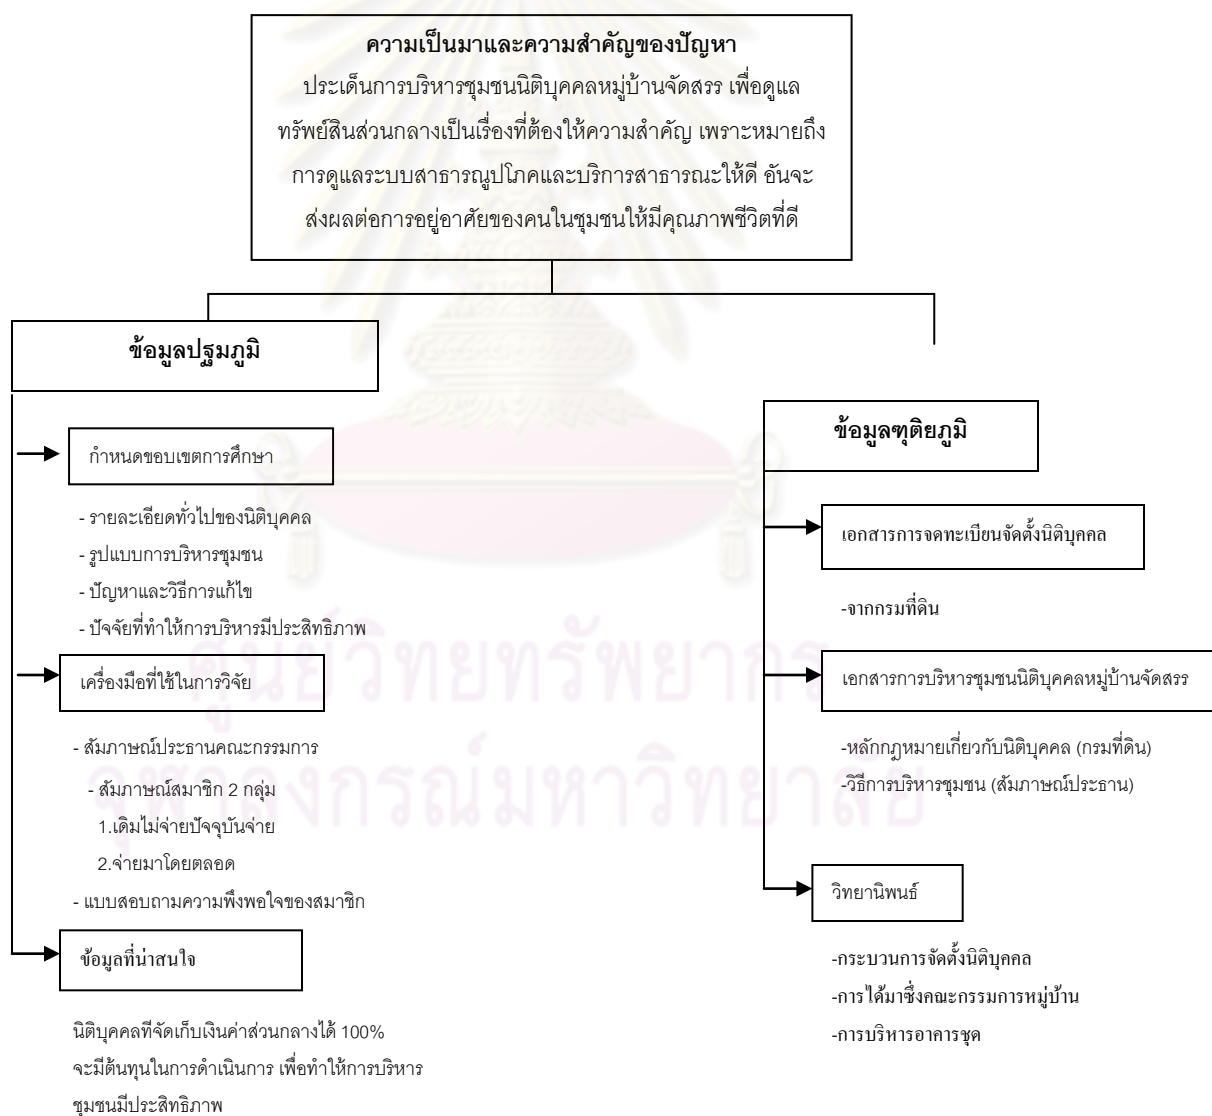 ความเป็นมาและความสำคัญของปัญหา
ประเด็นการบริหารชุมชนนิติบุคคลหมู่บ้านจัดสรร เพื่อดูแล
ทรัพย์สินส่วนกลางเป็นเรื่องที่ต้องให้ความสำคัญ เพราะหมายถึง
การดูแลระบบสาธารณูปโภคและบริการสาธารณะให้ดี อันจะ
ส่งผลต่อการอยู่อาศัยของคนในชุมชนให้มีคุณภาพชีวิตที่ดี
ข้อมูลปฐมภูมิ
กำหนดขอบเขตการศึกษา
- รายละเอียดทั่วไปของนิติบุคคล
- รูปแบบการบริหารชุมชน
- ปัญหาและวิธีการแก้ไข
- ปัจจัยที่ทำให้การบริหารมีประสิทธิภาพ
เครื่องมือที่ใช้ในการวิจัย
- สัมภาษณ์ประธานคณะกรรมการ
- สัมภาษณ์สมาชิก 2 กลุ่ม
1.เดิมไม่จ่ายปัจจุบันจ่าย
2.จ่ายมาโดยตลอด
- แบบสอบถามความพึงพอใจของสมาชิก
ข้อมูลที่น่าสนใจ
นิติบุคคลที่จัดเก็บเงินค่าส่วนกลางได้ 100%
จะมีต้นทุนในการดำเนินการ เพื่อทำให้การบริหาร
ชุมชนมีประสิทธิภาพ
ข้อมูลฑุติยภูมิ
เอกสารการจดทะเบียนจัดตั้งนิติบุคคล
-จากกรมที่ดิน
เอกสารการบริหารชุมชนนิติบุคคลหมู่บ้านจัดสรร
-หลักกฎหมายเกี่ยวกับนิติบุคคล (กรมที่ดิน)
-วิธีการบริหารชุมชน (สัมภาษณ์ประธาน)
วิทยานิพนธ์
-กระบวนการจัดตั้งนิติบุคคล
-การได้มาซึ่งคณะกรรมการหมู่บ้าน
-การบริหารอาคารชุด
ศูนย์วิทยทรัพยากร
จุฬาลงกรณ์มหาวิทยาลัย